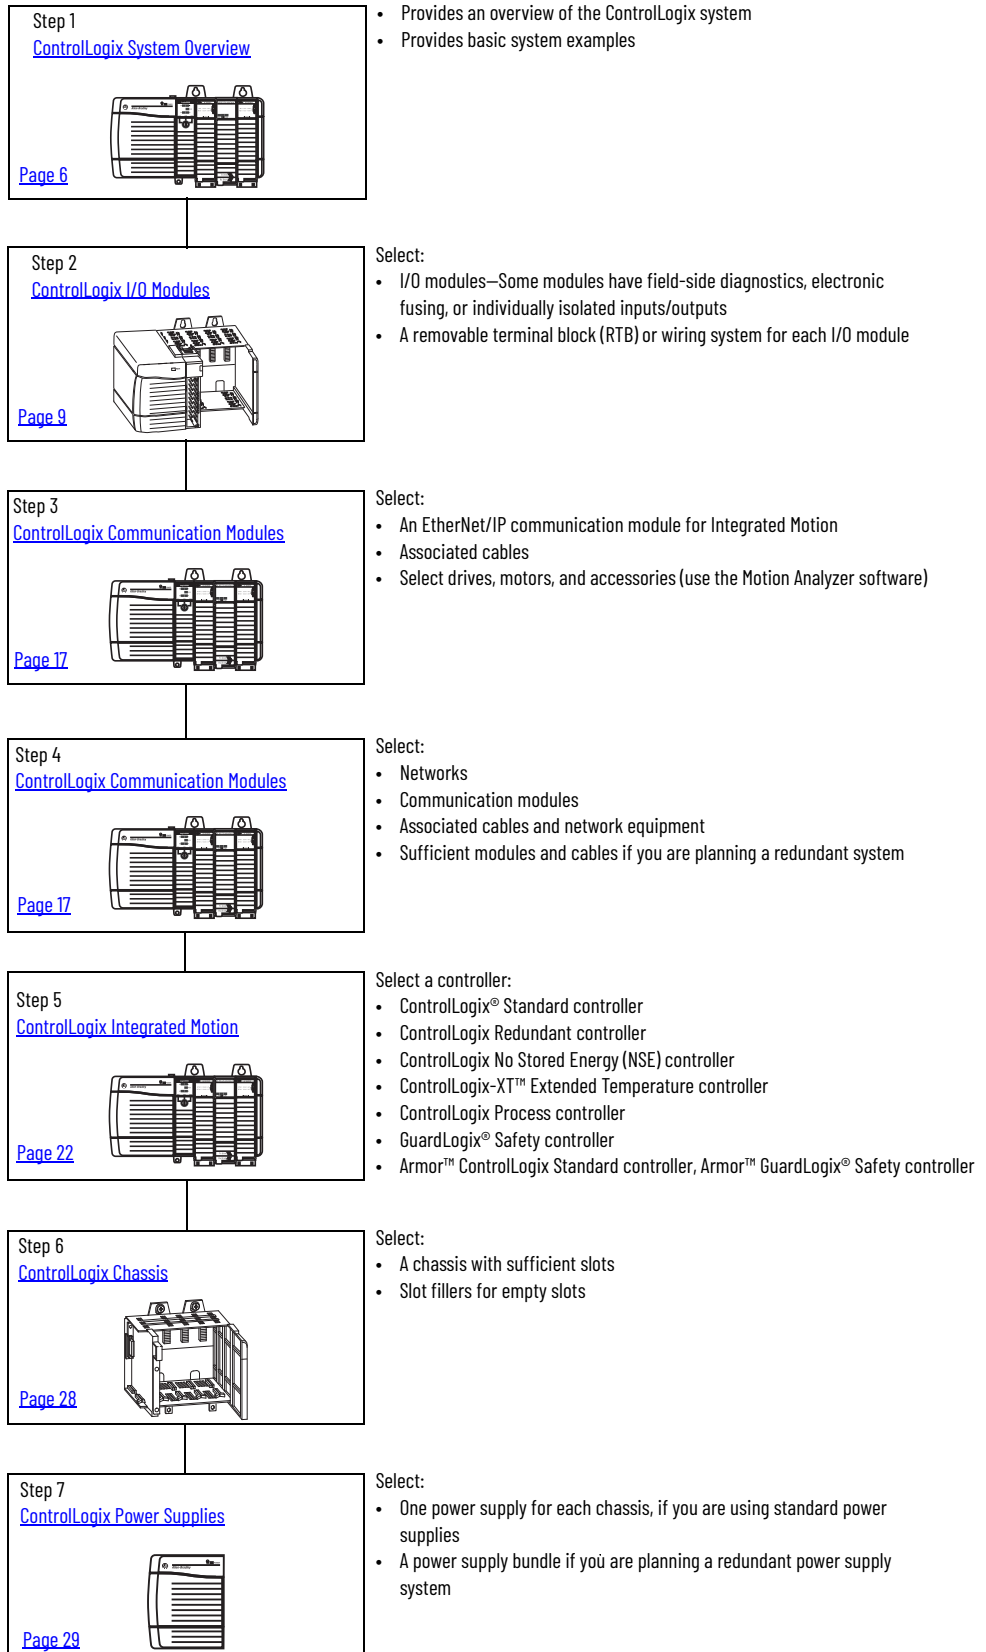 Step 1
ControlLogix System Overview
Page 6
• Provides an overview of the ControlLogix system
• Provides basic system examples
Step 2
ControlLogix I/O Modules
Page 9
Select:
• I/O modules—Some modules have field-side diagnostics, electronic
fusing, or individually isolated inputs/outputs
• A removable terminal block (RTB) or wiring system for each I/O module
Step 3
ControlLogix Communication Modules
Page 17
Select:
• An EtherNet/IP communication module for Integrated Motion
• Associated cables
• Select drives, motors, and accessories (use the Motion Analyzer software)
Step 4
ControlLogix Communication Modules
Page 17
Select:
• Networks
• Communication modules
• Associated cables and network equipment
• Sufficient modules and cables if you are planning a redundant system
Step 5
ControlLogix Integrated Motion
Page 22
Select a controller:
• ControlLogix® Standard controller
• ControlLogix Redundant controller
• ControlLogix No Stored Energy (NSE) controller
• ControlLogix-XT™ Extended Temperature controller
• ControlLogix Process controller
• GuardLogix® Safety controller
• Armor™ ControlLogix Standard controller, Armor™ GuardLogix® Safety controller
Step 6
ControlLogix Chassis
Page 28
Select:
• A chassis with sufficient slots
• Slot fillers for empty slots
Step 7
ControlLogix Power Supplies
Page 29
Select:
• One power supply for each chassis, if you are using standard power
supplies
• A power supply bundle if you are planning a redundant power supply
system